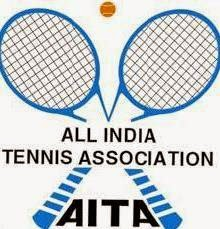 ALL INDIA
TENNIS ASSOCIATION
AITA